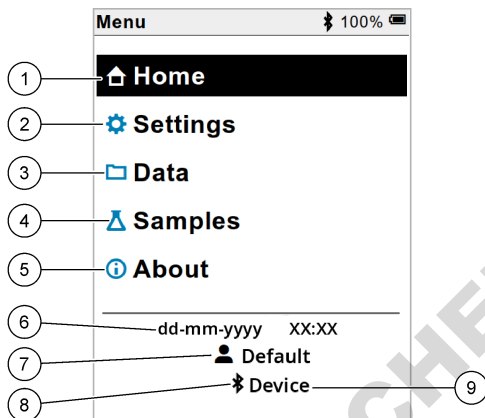 Menu 100%
1 Home
2 Settings
3 Data
4 Samples
5 About
6 dd-mm-yyyy XX:XX
7 Default
8 Device 9
CHE